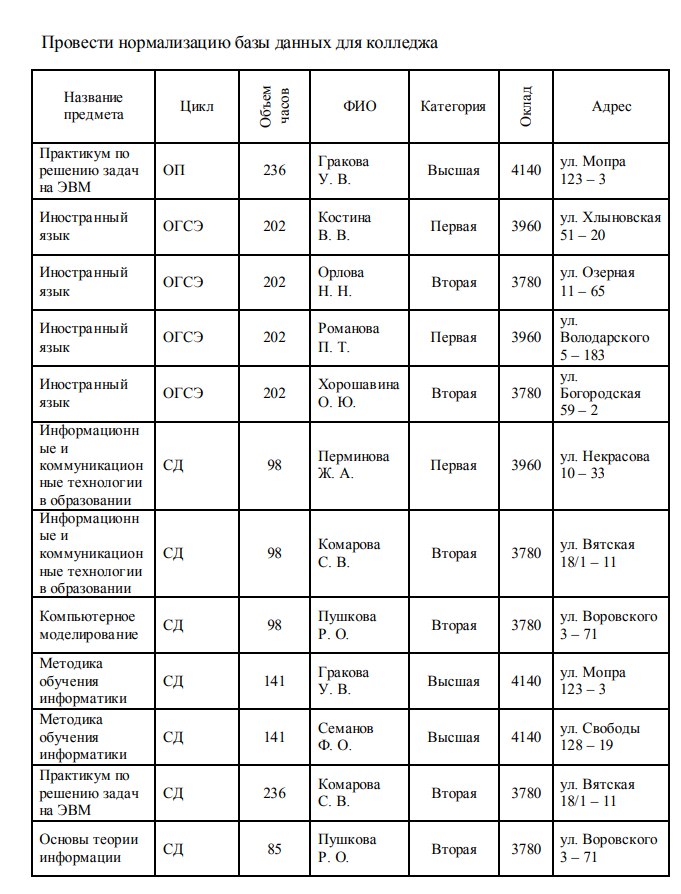 Провести нормализацию базы данных для колледжа
Название
предмета
Цикл
Объем
часов
ФИО
Категория
Оклад
Адрес
Практикум по
решению задач
на ЭВМ
ОП
236
Гракова
У. В.
Высшая
4140
ул. Мопра
123 – 3
Иностранный
язык
ОГСЭ
202
Костина
В. В.
Первая
3960
ул. Хлыновская
51 – 20
Иностранный
язык
ОГСЭ
202
Орлова
Н. Н.
Вторая
3780
ул. Озерная
11 – 65
Иностранный
язык
ОГСЭ
202
Романова
П. Т.
Первая
3960
ул.
Володарского
5 – 183
Иностранный
язык
ОГСЭ
202
Хорошавина
О. Ю.
Вторая
3780
ул.
Богородская
59 – 2
Информационн
ые и
коммуникацион
ные технологии
в образовании
СД
98
Перминова
Ж. А.
Первая
3960
ул. Некрасова
10 – 33
Информационн
ые и
коммуникацион
ные технологии
в образовании
СД
98
Комарова
С. В.
Вторая
3780
ул. Вятская
18/1 – 11
Компьютерное
моделирование
СД
98
Пушкова
Р. О.
Вторая
3780
ул. Воровского
3 – 71
Методика
обучения
информатики
СД
141
Гракова
У. В.
Высшая
4140
ул. Мопра
123 – 3
Методика
обучения
информатики
СД
141
Семанов
Ф. О.
Высшая
4140
ул. Свободы
128 – 19
Практикум по
решению задач
на ЭВМ
СД
236
Комарова
С. В.
Вторая
3780
ул. Вятская
18/1 – 11
Основы теории
информации
СД
85
Пушкова
Р. О.
Вторая
3780
ул. Воровского
3 – 71